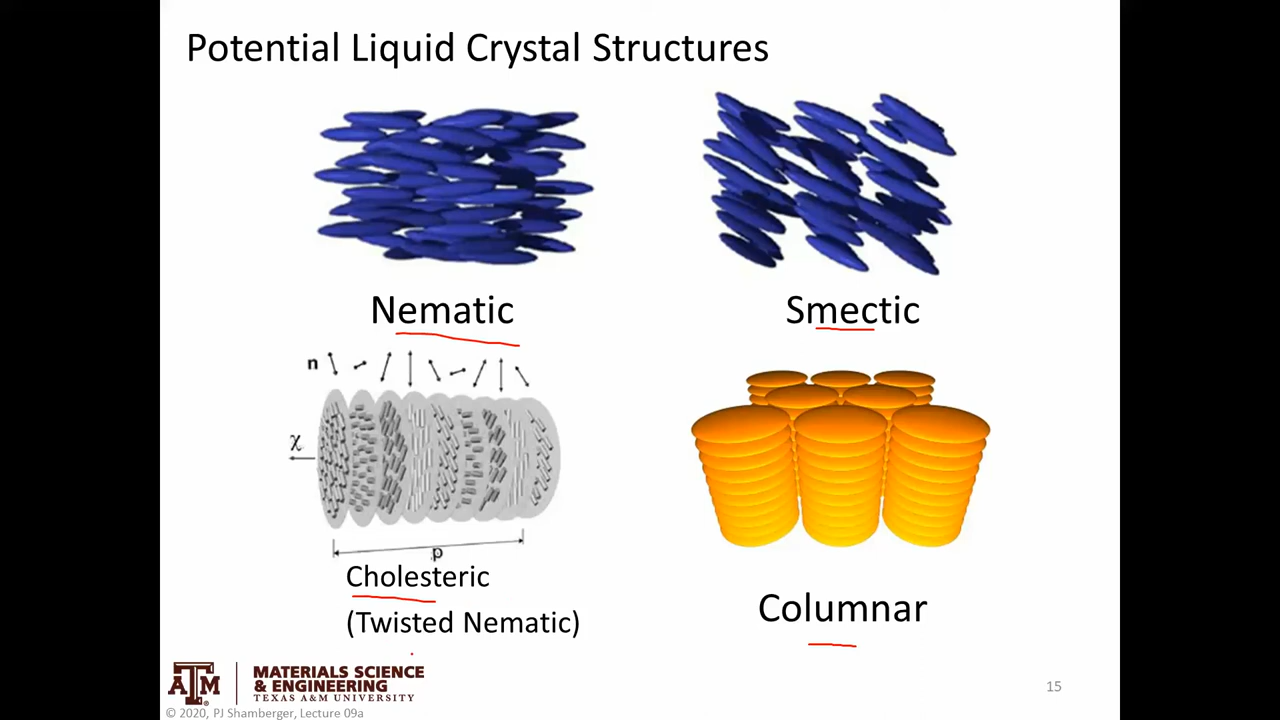 Potential Liquid Crystal Structures
Nematic
Smectic
n
χ
p
Cholesteric
(Twisted Nematic)
Columnar
ATM
MATERIALS SCIENCE
& ENGINEERING
TEXAS A&M UNIVERSITY
15
© 2020, PJ Shamberger, Lecture 09a